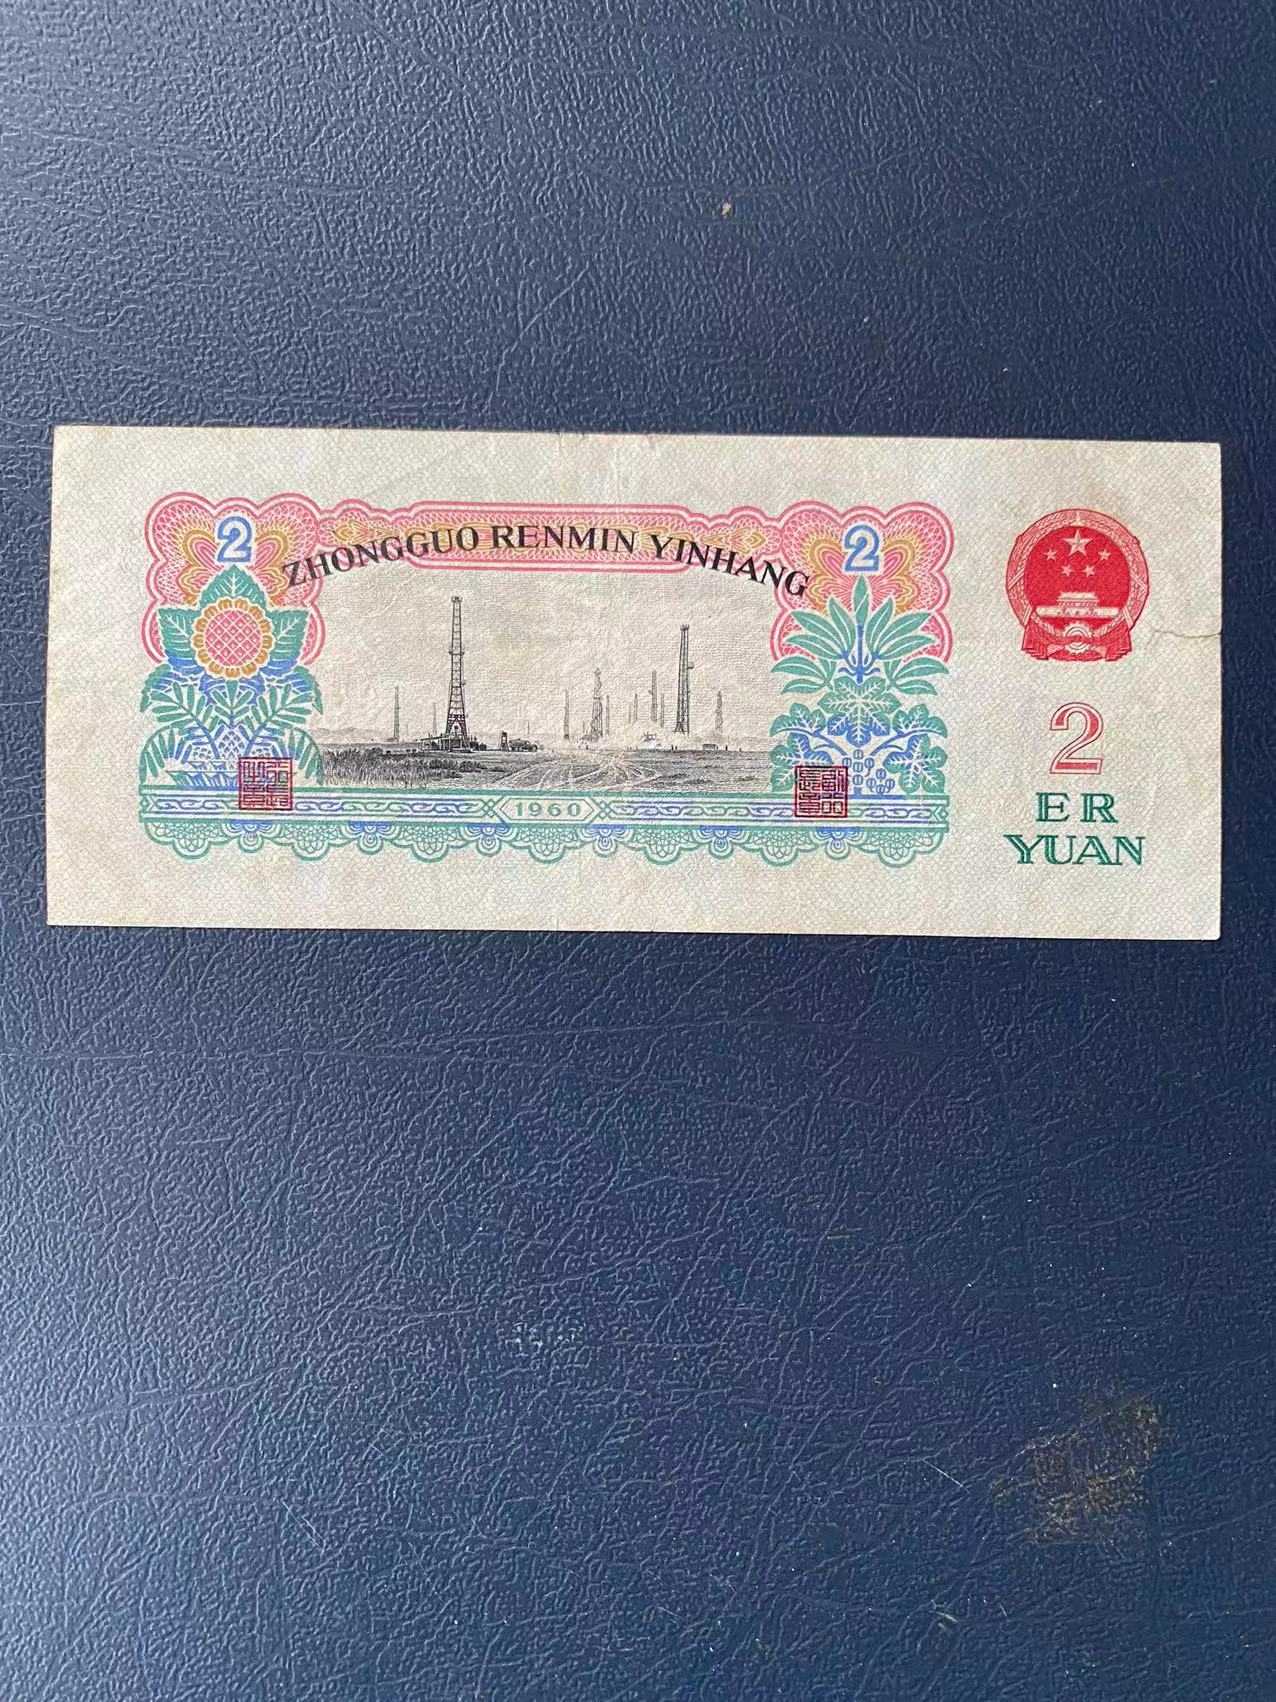 2
2
ZHONGGUO RENMIN YINHANG
1960
2
ER
YUAN